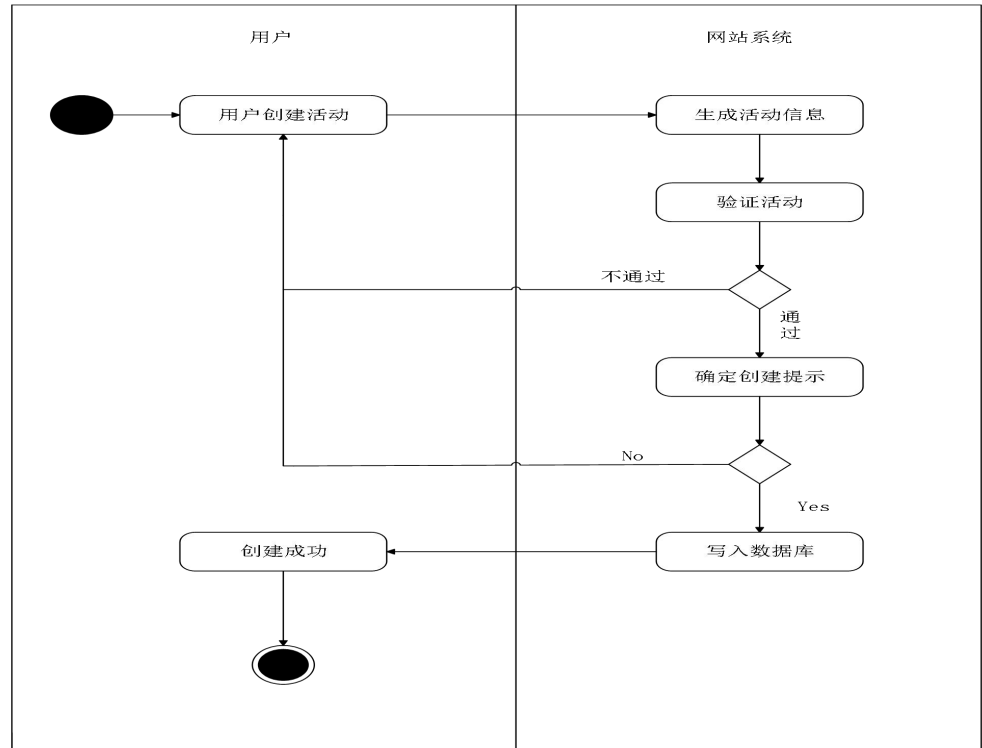 用户
网站系统
用户创建活动
生成活动信息
验证活动
不通过
通
过
确定创建提示
No
Yes
创建成功
写入数据库